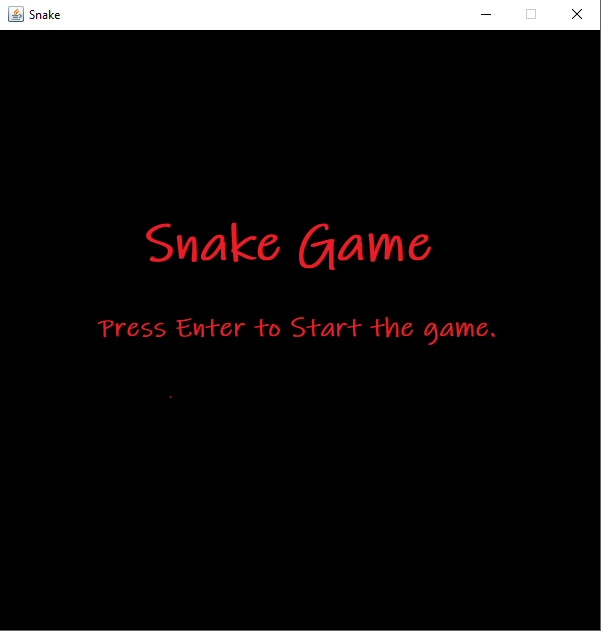 Snake
Snake Game
Press Enter to Start the game.